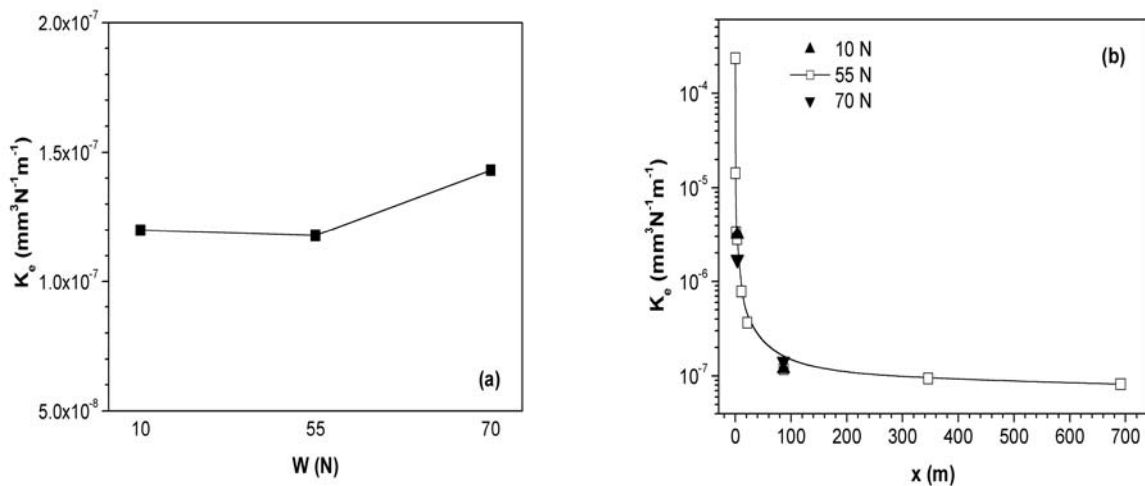 2.0x10⁻⁷
1.5x10⁻⁷
1.0x10⁻⁷
5.0x10⁻⁸
Kₑ (mm³N⁻¹m⁻¹)
10 55 70
W (N)
(a)
10⁻⁴
10⁻⁵
10⁻⁶
10⁻⁷
Kₑ (mm³N⁻¹m⁻¹)
10 N
55 N
70 N
(b)
0 100 200 300 400 500 600 700
x (m)